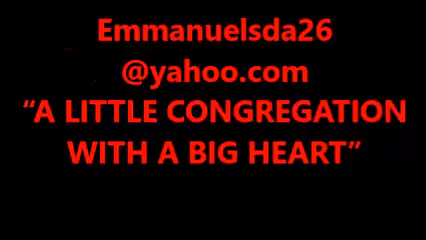 Emmanuelsda26
@yahoo.com
“A LITTLE CONGREGATION
WITH A BIG HEART”